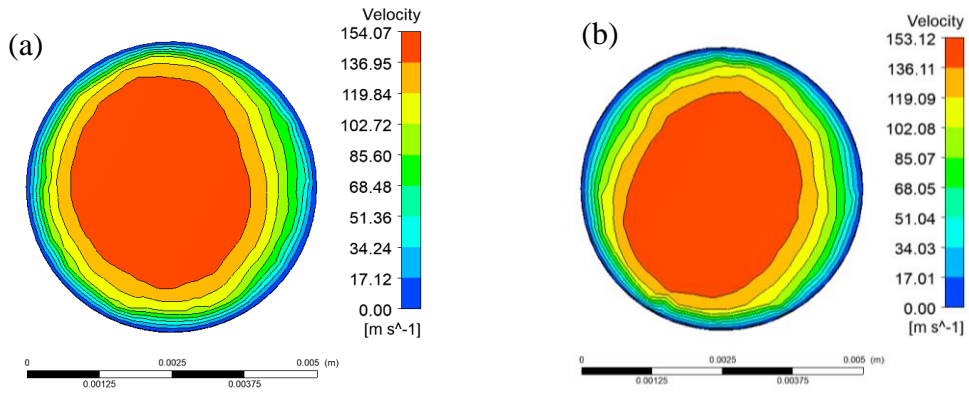 (a)
Velocity
154.07
136.95
119.84
102.72
85.60
68.48
51.36
34.24
17.12
0.00
[m s^-1]
0 0.0025 0.005 (m)
0.00125 0.00375
(b)
Velocity
153.12
136.11
119.09
102.08
85.07
68.05
51.04
34.03
17.01
0.00
[m s^-1]
0 0.0025 0.005 (m)
0.00125 0.00375